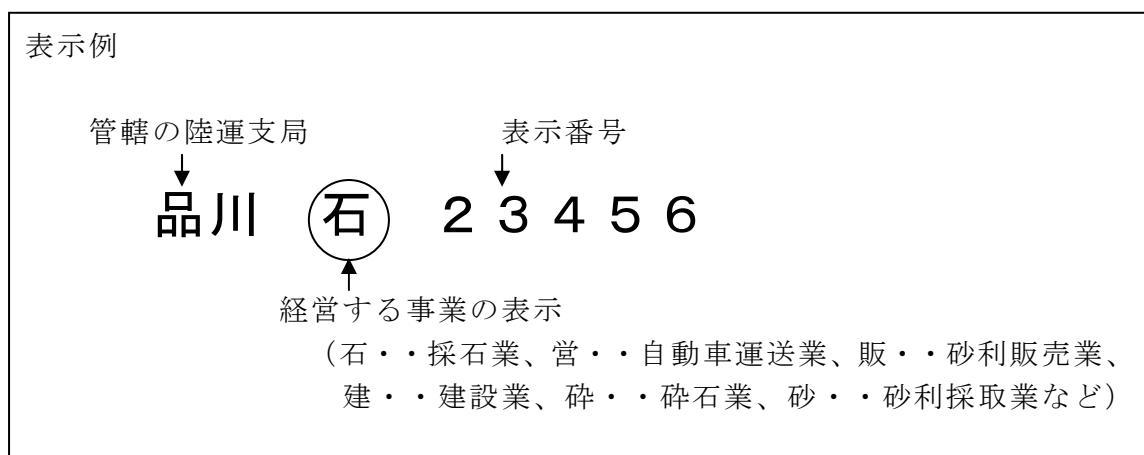 表示例
管轄の陸運支局 表示番号
品川 石 ２３４５６
経営する事業の表示
（石・・採石業、営・・自動車運送業、販・・砂利販売業、
建・・建設業、砕・・砕石業、砂・・砂利採取業など）